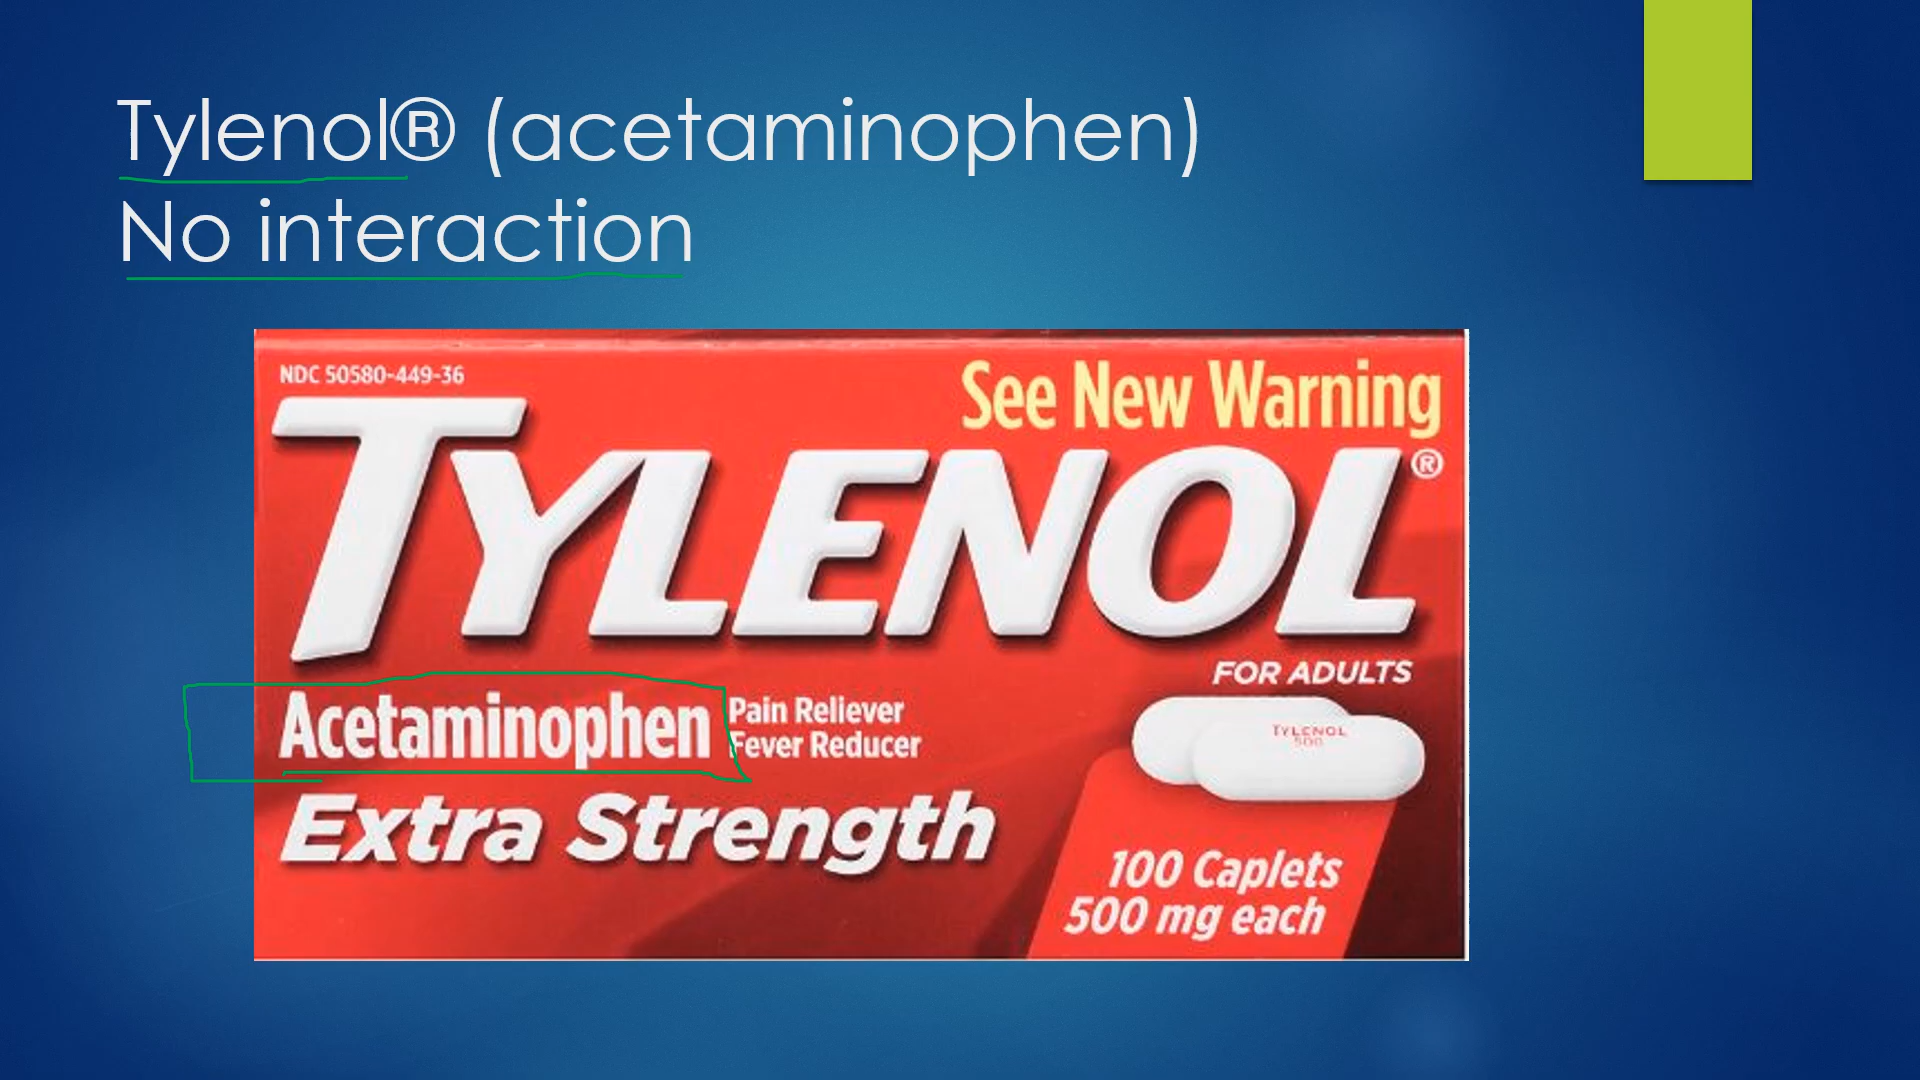 Tylenol® (acetaminophen)
No interaction
NDC 50580-449-36
See New Warning
TYLENOL®
FOR ADULTS
Acetaminophen
Pain Reliever
Fever Reducer
TYLENOL
500
Extra Strength
100 Caplets
500 mg each